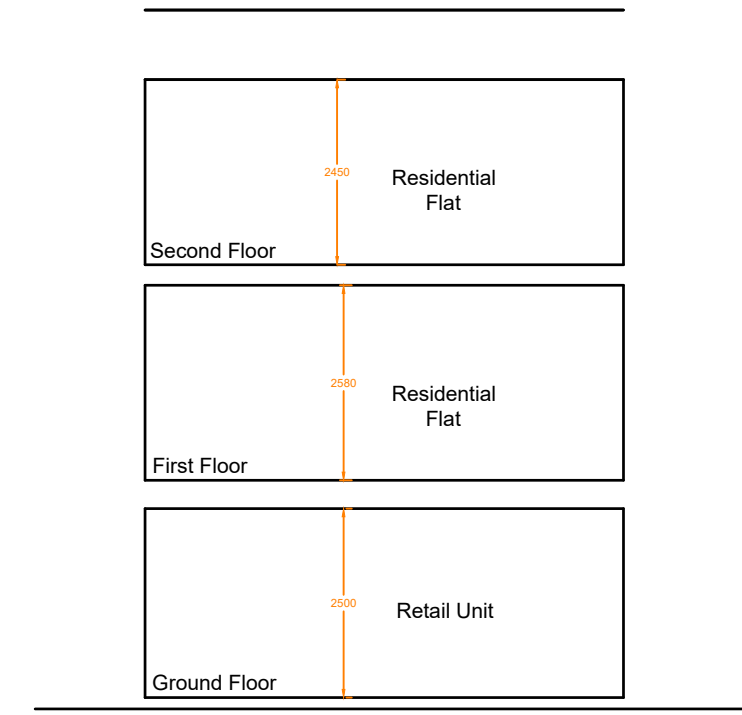 2450
Residential
Flat
Second Floor
2580
Residential
Flat
First Floor
2500
Retail Unit
Ground Floor